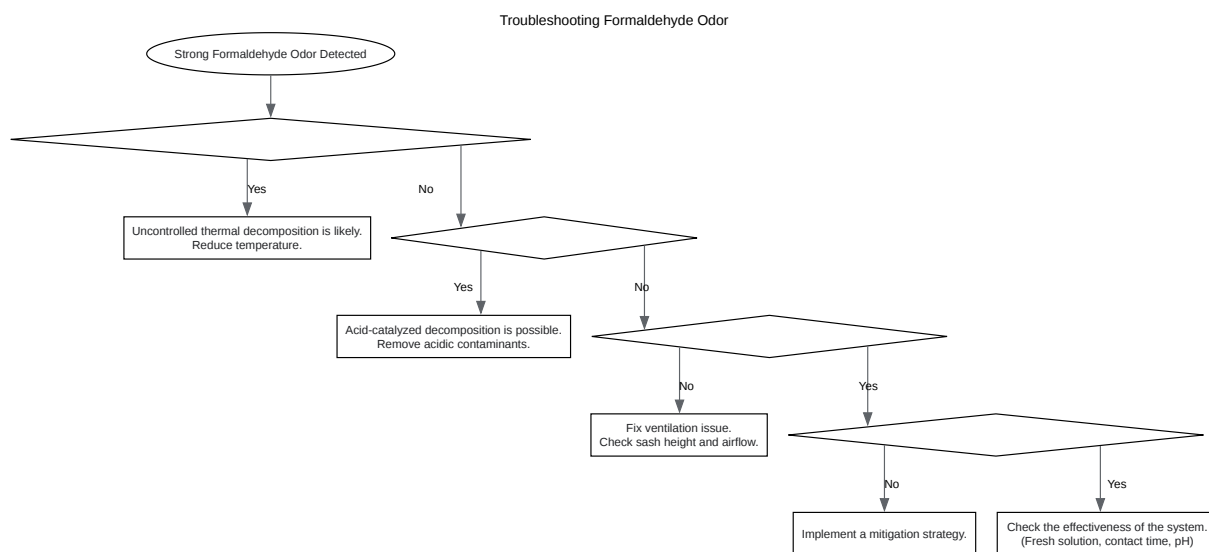 Troubleshooting Formaldehyde Odor
Strong Formaldehyde Odor Detected
Yes
No
Uncontrolled thermal decomposition is likely.
Reduce temperature.
Yes
No
Acid-catalyzed decomposition is possible.
Remove acidic contaminants.
No
Yes
Fix ventilation issue.
Check sash height and airflow.
No
Yes
Implement a mitigation strategy.
Check the effectiveness of the system.
(Fresh solution, contact time, pH)